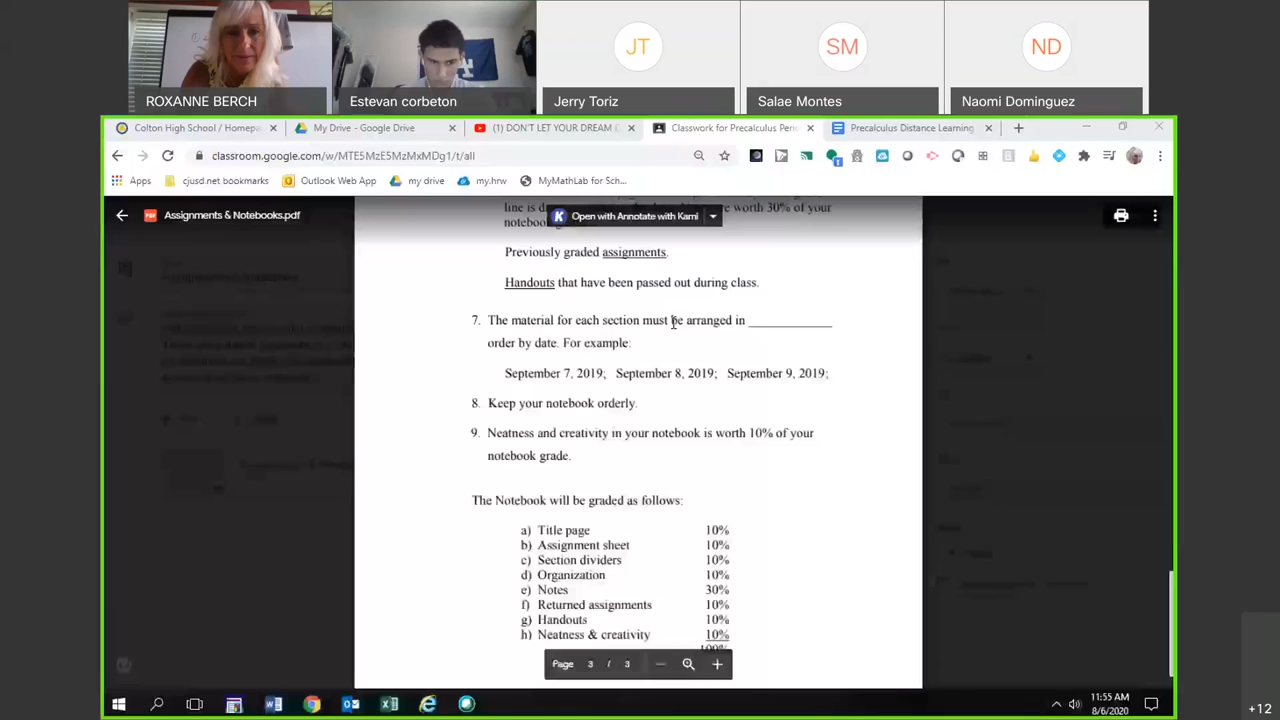 JT
SM
ND
ROXANNE BERCH
Estevan corbeton
Jerry Toriz
Salae Montes
Naomi Dominguez
Colton High School / Homepa
My Drive - Google Drive
(1) DON'T LET YOUR DREAM
Classwork for Precalculus Peri
Precalculus Distance Learning
classroom.google.com/w/MTE5MzE5MzMxMDg1/t/all
Apps
cjusd.net bookmarks
Outlook Web App
my drive
my.hrw
MyMathLab for Sch...
PDF
Assignments & Notebooks.pdf
K Open with Annotate with Kami
line is d
re worth 30% of your
noteboo
Previously graded assignments.
Handouts that have been passed out during class.
7. The material for each section must be arranged in ____________
order by date. For example:
September 7, 2019; September 8, 2019; September 9, 2019;
8. Keep your notebook orderly.
9. Neatness and creativity in your notebook is worth 10% of your
notebook grade.
The Notebook will be graded as follows:
a) Title page 10%
b) Assignment sheet 10%
c) Section dividers 10%
d) Organization 10%
e) Notes 30%
f) Returned assignments 10%
g) Handouts 10%
h) Neatness & creativity 10%
100%
Page 3 / 3
11:55 AM
8/6/2020
+12